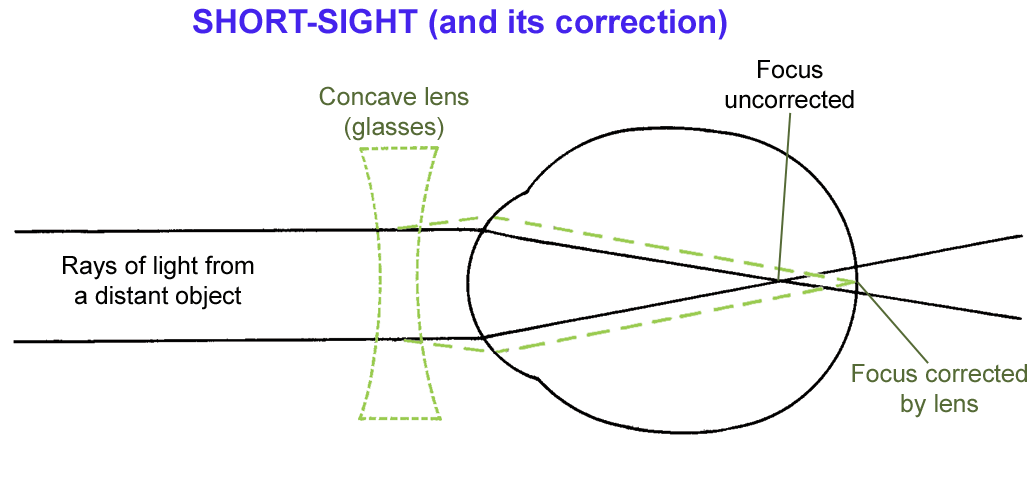 SHORT-SIGHT (and its correction)
Focus
uncorrected
Concave lens
(glasses)
Rays of light from
a distant object
Focus corrected
by lens